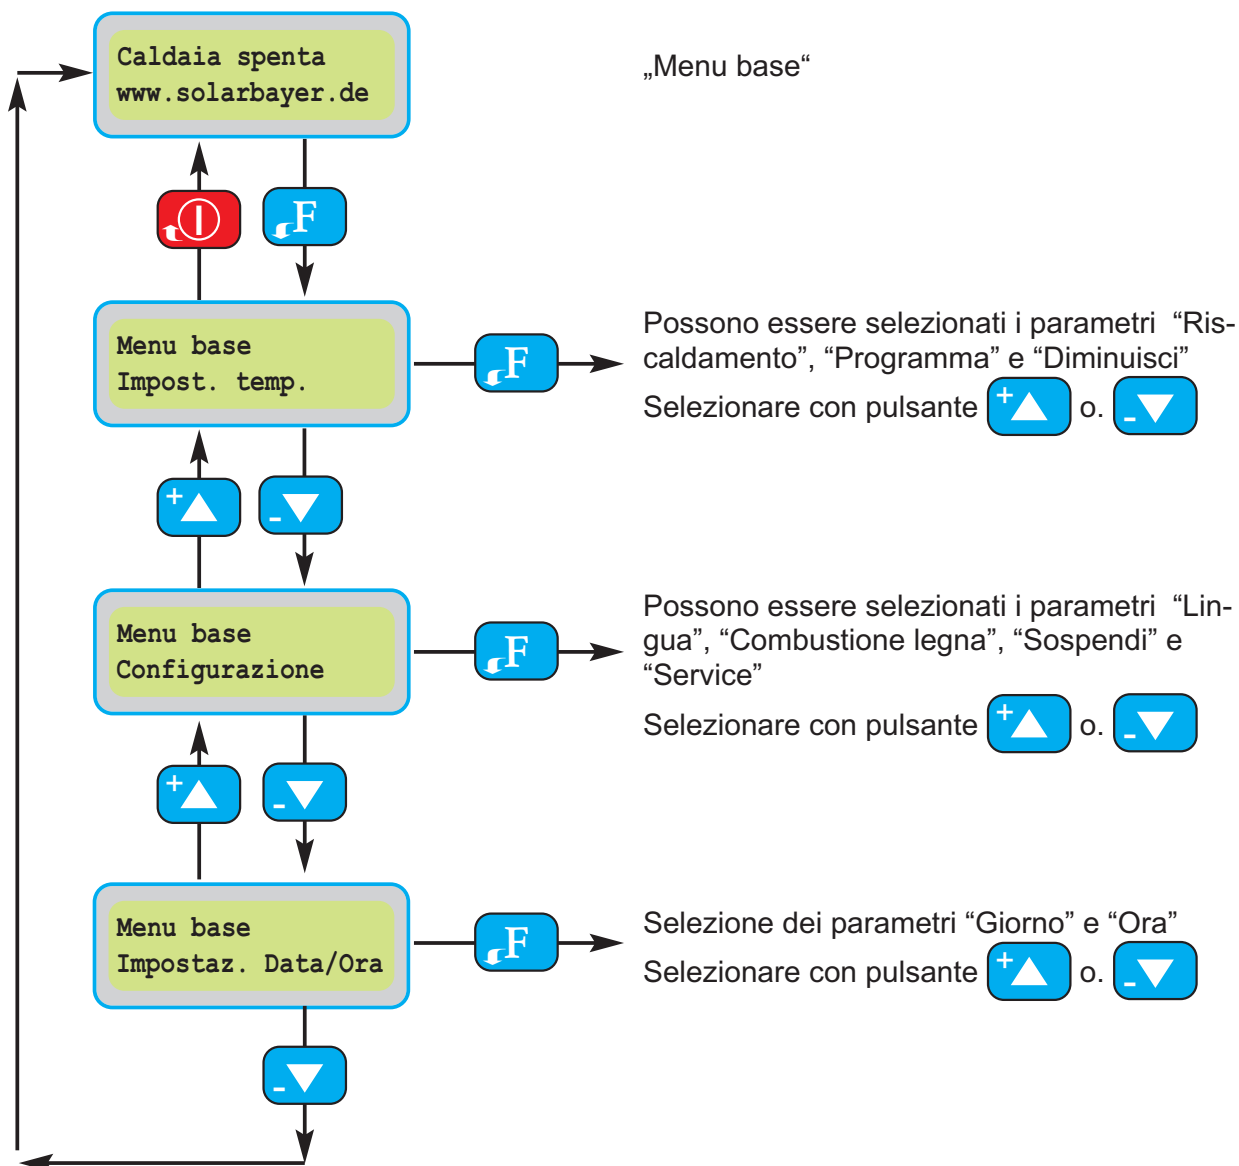 Caldaia spenta
www.solarbayer.de
„Menu base“
F
Menu base
Impost. temp.
F
Possono essere selezionati i parametri “Ris-
caldamento”, “Programma” e “Diminuisci”
Selezionare con pulsante + o. -
+ -
Menu base
Configurazione
F
Possono essere selezionati i parametri “Lin-
gua”, “Combustione legna”, “Sospendi” e
“Service”
Selezionare con pulsante + o. -
+ -
Menu base
Impostaz. Data/Ora
F
Selezione dei parametri “Giorno” e “Ora”
Selezionare con pulsante + o. -
-